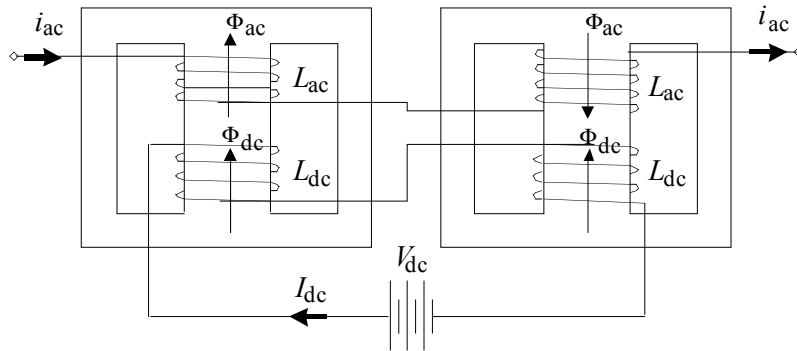 i_ac Φ_ac Φ_ac i_ac
L_ac L_ac
Φ_dc Φ_dc
L_dc L_dc
I_dc V_dc